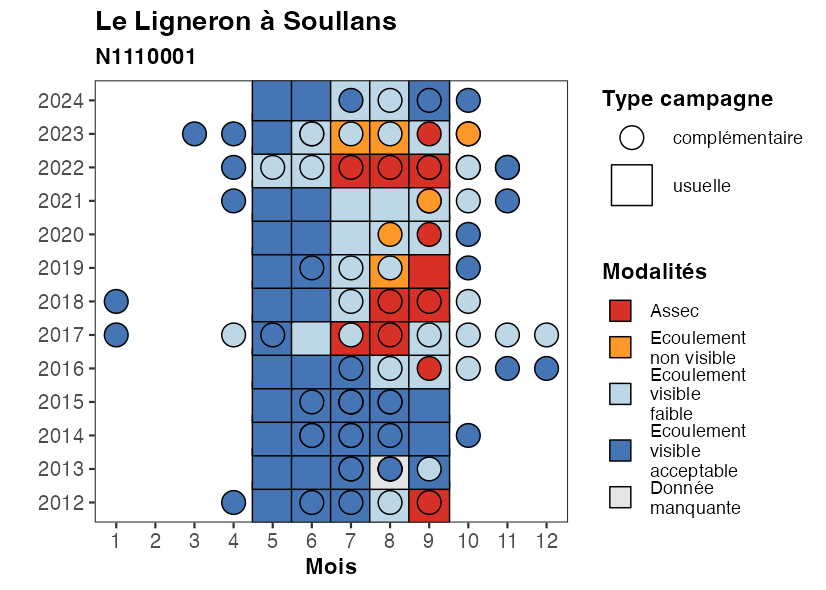 Le Ligneron à Soullans
N1110001
2024
2023
2022
2021
2020
2019
2018
2017
2016
2015
2014
2013
2012
1 2 3 4 5 6 7 8 9 10 11 12
Mois
Type campagne
complémentaire
usuelle
Modalités
Assec
Ecoulement
non visible
Ecoulement
visible
faible
Ecoulement
visible
acceptable
Donnée
manquante